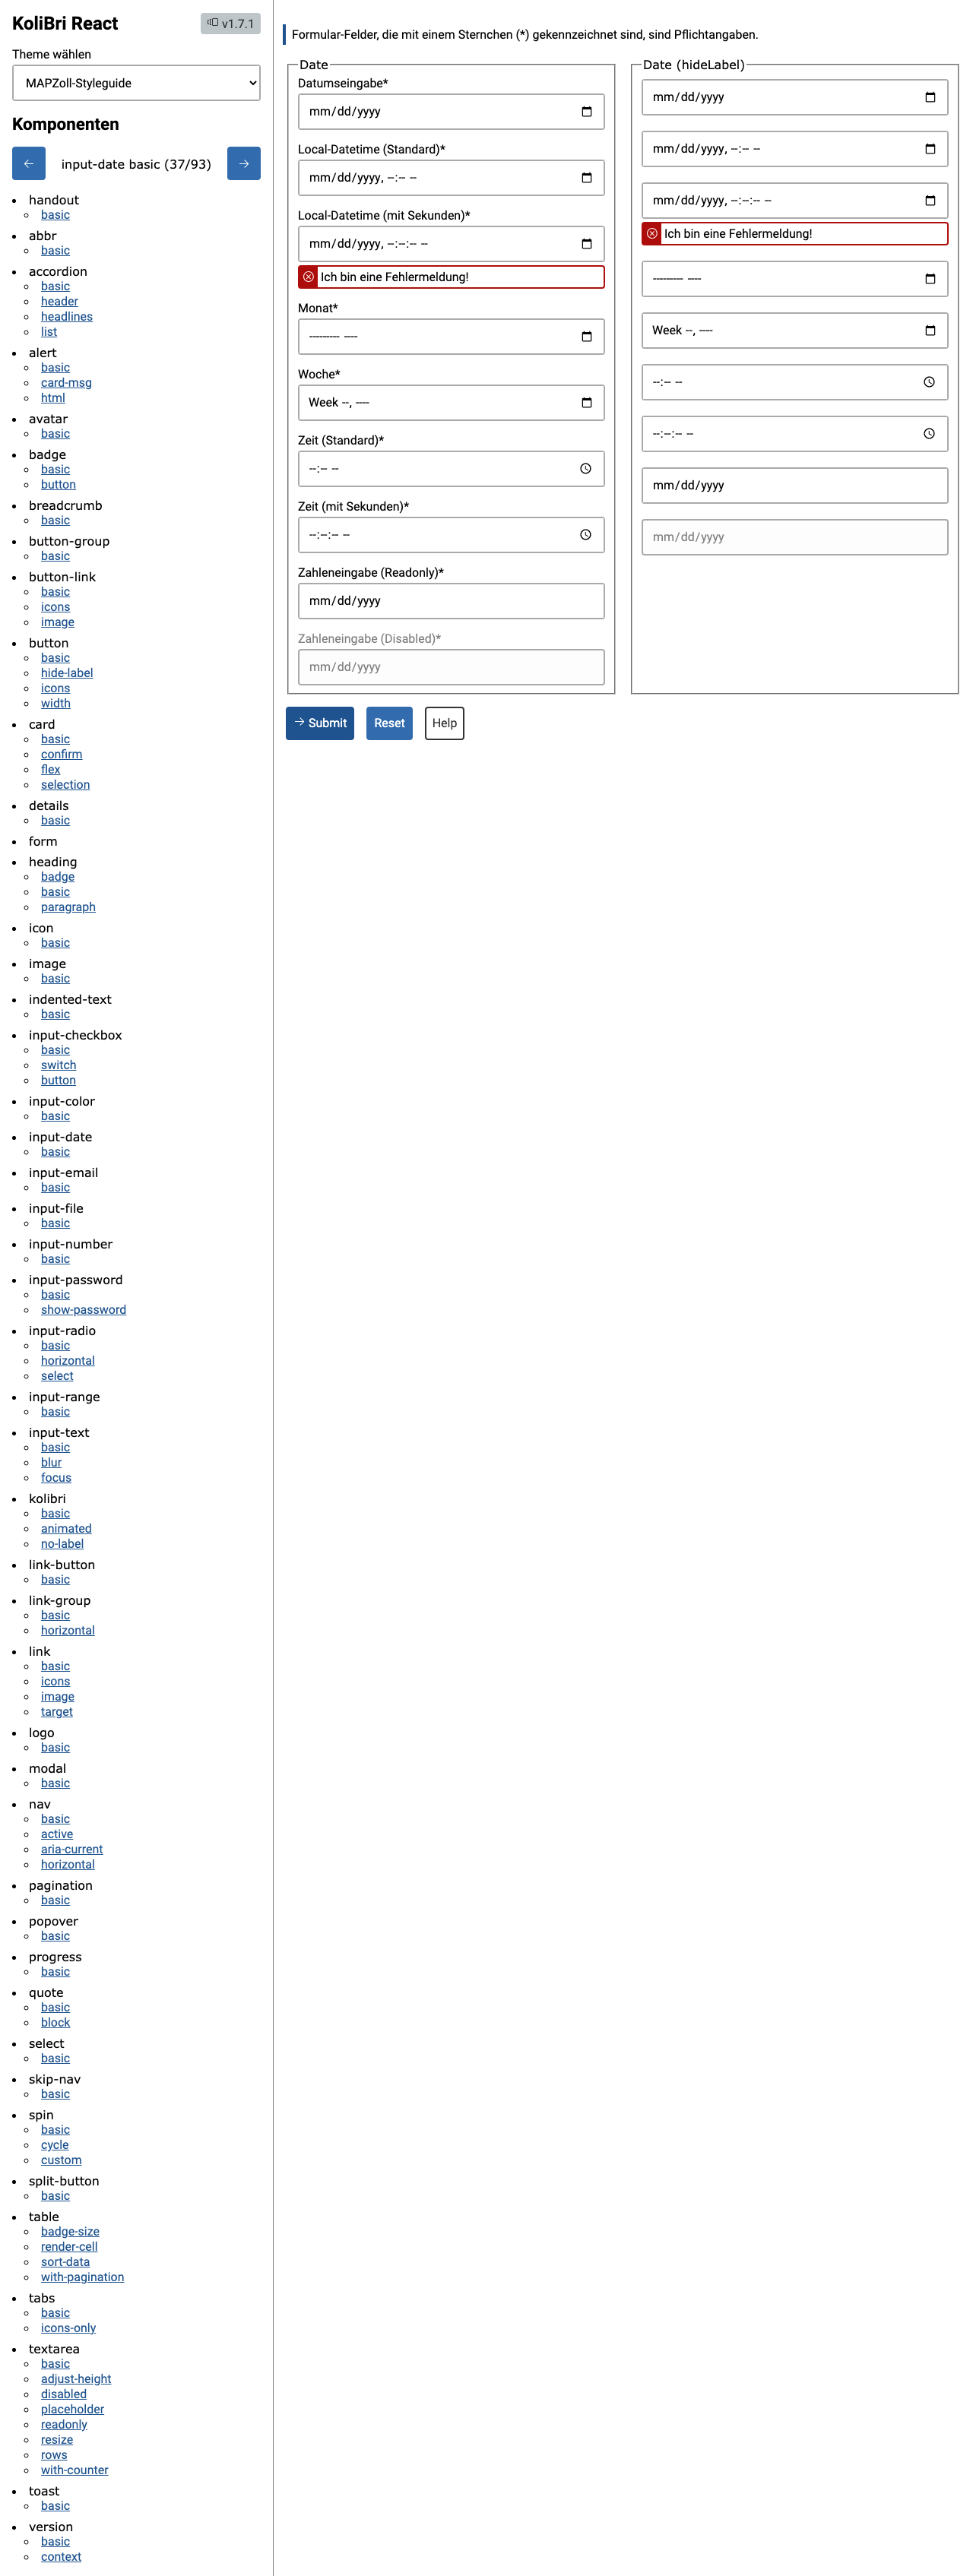 KoliBri React
v1.7.1
Theme wählen
MAPZoll-Styleguide
Komponenten
input-date basic (37/93)
handout
basic
abbr
basic
accordion
basic
header
headlines
list
alert
basic
card-msg
html
avatar
basic
badge
basic
button
breadcrumb
basic
button-group
basic
button-link
basic
icons
image
button
basic
hide-label
icons
width
card
basic
confirm
flex
selection
details
basic
form
heading
badge
basic
paragraph
icon
basic
image
basic
indented-text
basic
input-checkbox
basic
switch
button
input-color
basic
input-date
basic
input-email
basic
input-file
basic
input-number
basic
input-password
basic
show-password
input-radio
basic
horizontal
select
input-range
basic
input-text
basic
blur
focus
kolibri
basic
animated
no-label
link-button
basic
link-group
basic
horizontal
link
basic
icons
image
target
logo
basic
modal
basic
nav
basic
active
aria-current
horizontal
pagination
basic
popover
basic
progress
basic
quote
basic
block
select
basic
skip-nav
basic
spin
basic
cycle
custom
split-button
basic
table
badge-size
render-cell
sort-data
with-pagination
tabs
basic
icons-only
textarea
basic
adjust-height
disabled
placeholder
readonly
resize
rows
with-counter
toast
basic
version
basic
context
Formular-Felder, die mit einem Sternchen (*) gekennzeichnet sind, sind Pflichtangaben.
Date
Datumseingabe*
mm/dd/yyyy
Local-Datetime (Standard)*
mm/dd/yyyy, --:-- --
Local-Datetime (mit Sekunden)*
mm/dd/yyyy, --:--:-- --
Ich bin eine Fehlermeldung!
Monat*
--------- ----
Woche*
Week --, ----
Zeit (Standard)*
--:-- --
Zeit (mit Sekunden)*
--:--:-- --
Zahleneingabe (Readonly)*
mm/dd/yyyy
Zahleneingabe (Disabled)*
mm/dd/yyyy
Date (hideLabel)
mm/dd/yyyy
mm/dd/yyyy, --:-- --
mm/dd/yyyy, --:--:-- --
Ich bin eine Fehlermeldung!
--------- ----
Week --, ----
--:-- --
--:--:-- --
mm/dd/yyyy
mm/dd/yyyy
Submit
Reset
Help